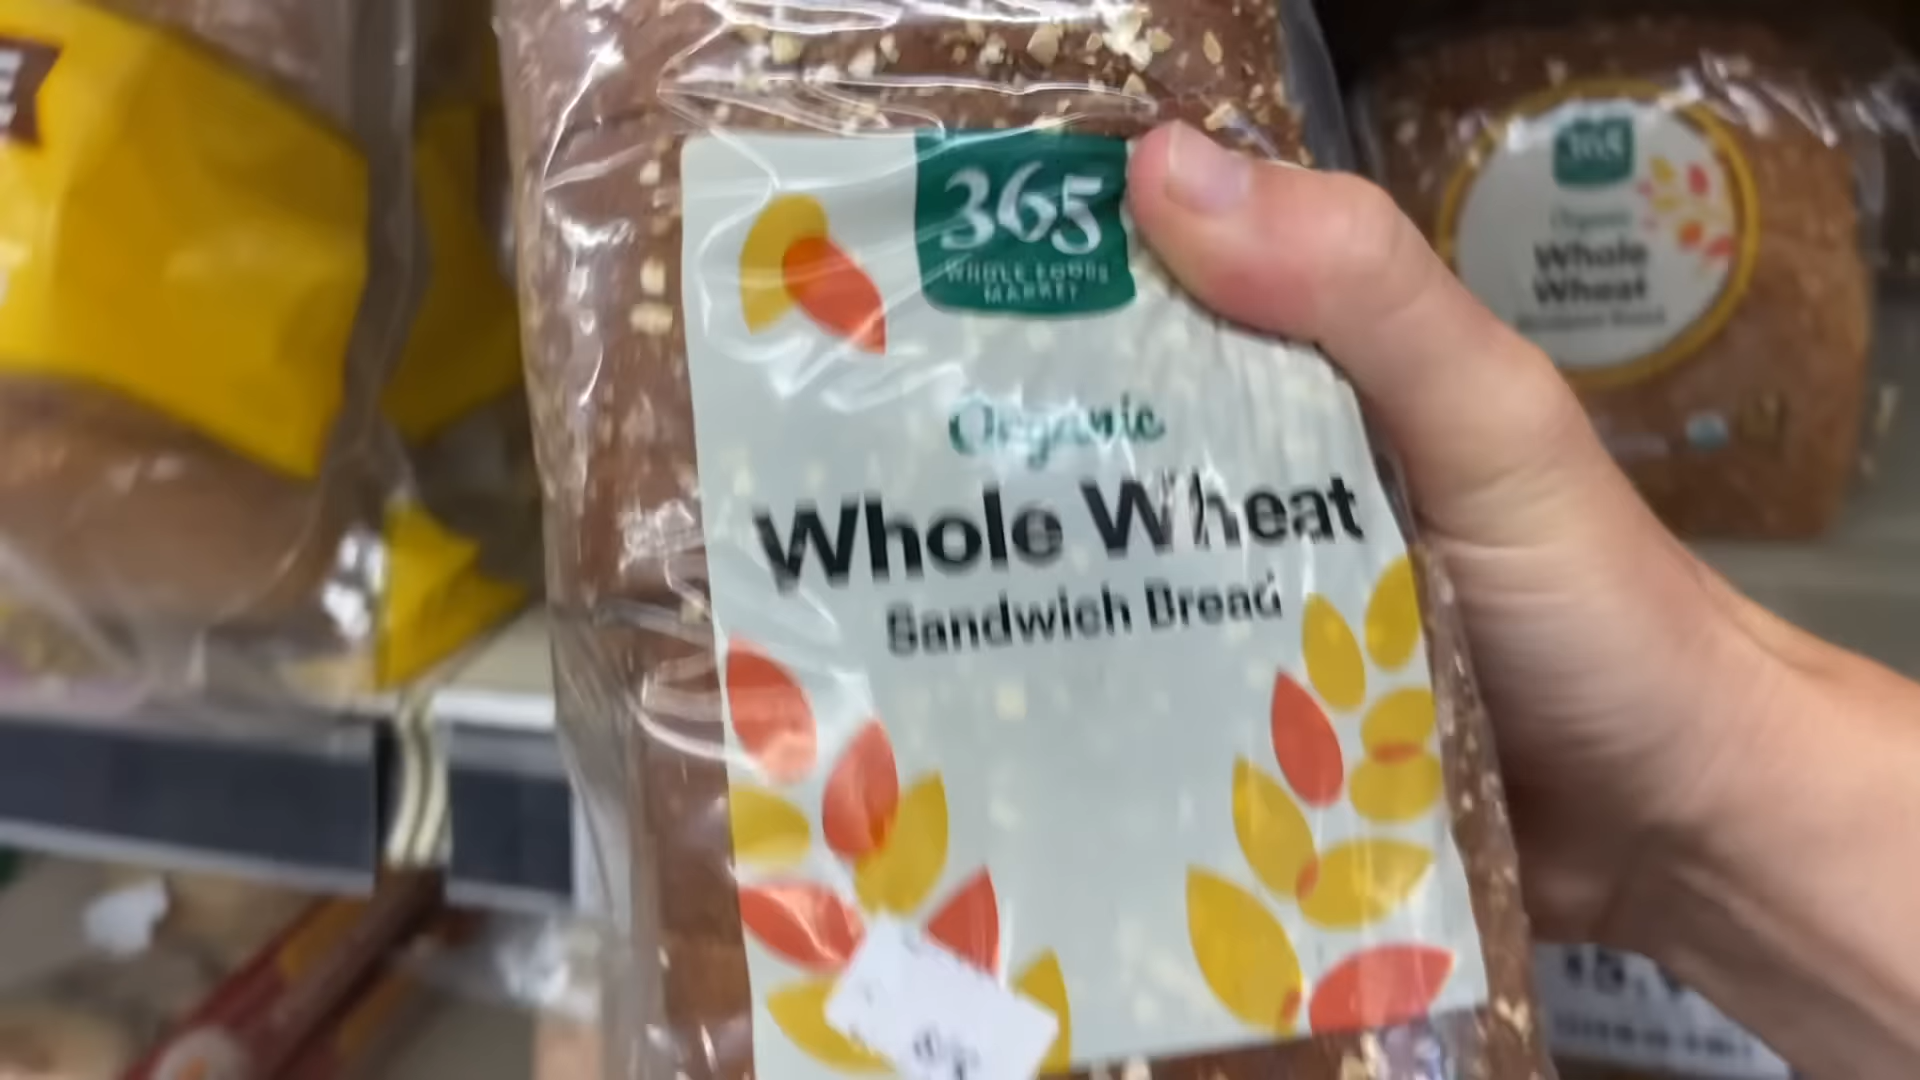 365
WHOLE FOODS
MARKET
Organic
Whole Wheat
Sandwich Bread
365
Organic
Whole
Wheat